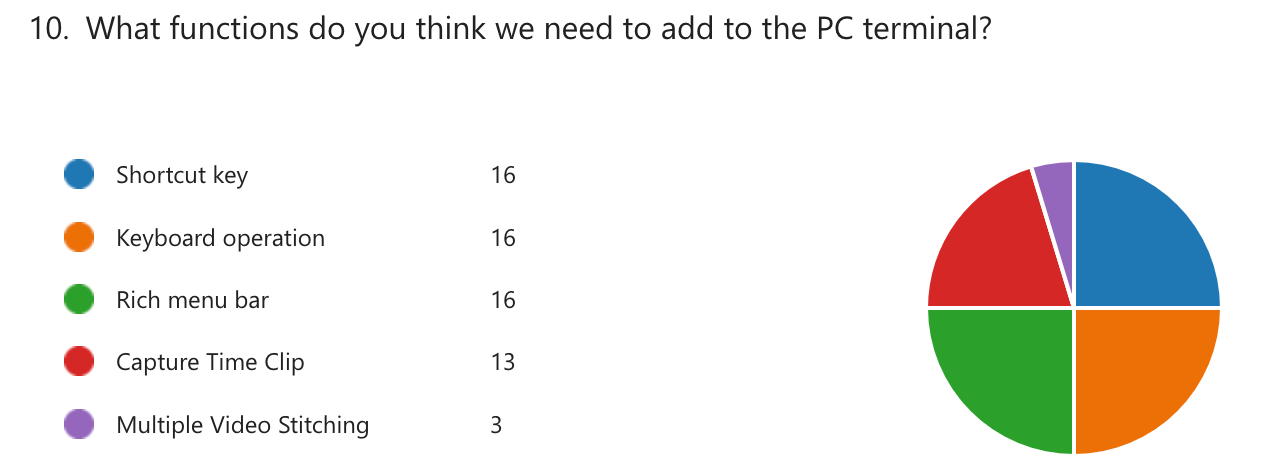 10. What functions do you think we need to add to the PC terminal?
Shortcut key 16
Keyboard operation 16
Rich menu bar 16
Capture Time Clip 13
Multiple Video Stitching 3